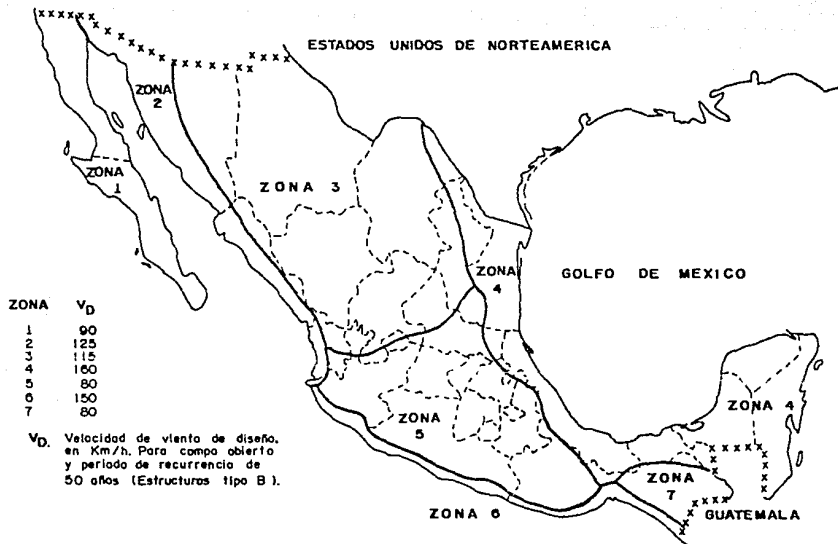 ESTADOS UNIDOS DE NORTEAMERICA
ZONA
2
ZONA
1
ZONA 3
ZONA
4
GOLFO DE MEXICO
ZONA V_D
1 90
2 125
3 115
4 160
5 80
6 150
7 80
V_D. Velocidad de viento de diseño,
en Km/h. Para campo abierto
y periodo de recurrencia de
50 años (Estructuras tipo B).
ZONA
5
ZONA 4
ZONA
7
ZONA 6
GUATEMALA